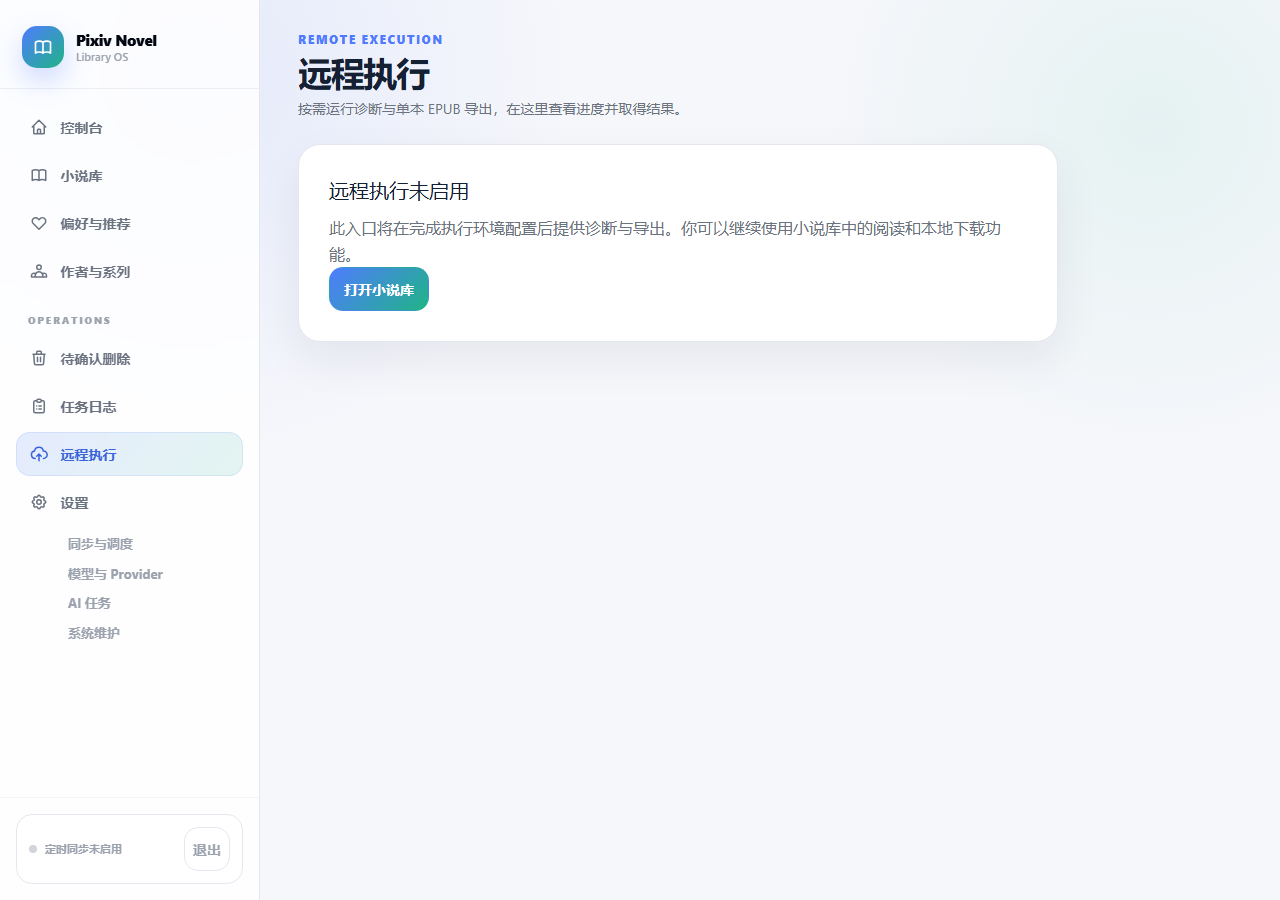 Pixiv Novel
Library OS
控制台
小说库
偏好与推荐
作者与系列
OPERATIONS
待确认删除
任务日志
远程执行
设置
同步与调度
模型与 Provider
AI 任务
系统维护
定时同步未启用
退出
REMOTE EXECUTION
远程执行
按需运行诊断与单本 EPUB 导出，在这里查看进度并取得结果。
远程执行未启用
此入口将在完成执行环境配置后提供诊断与导出。你可以继续使用小说库中的阅读和本地下载功
能。
打开小说库